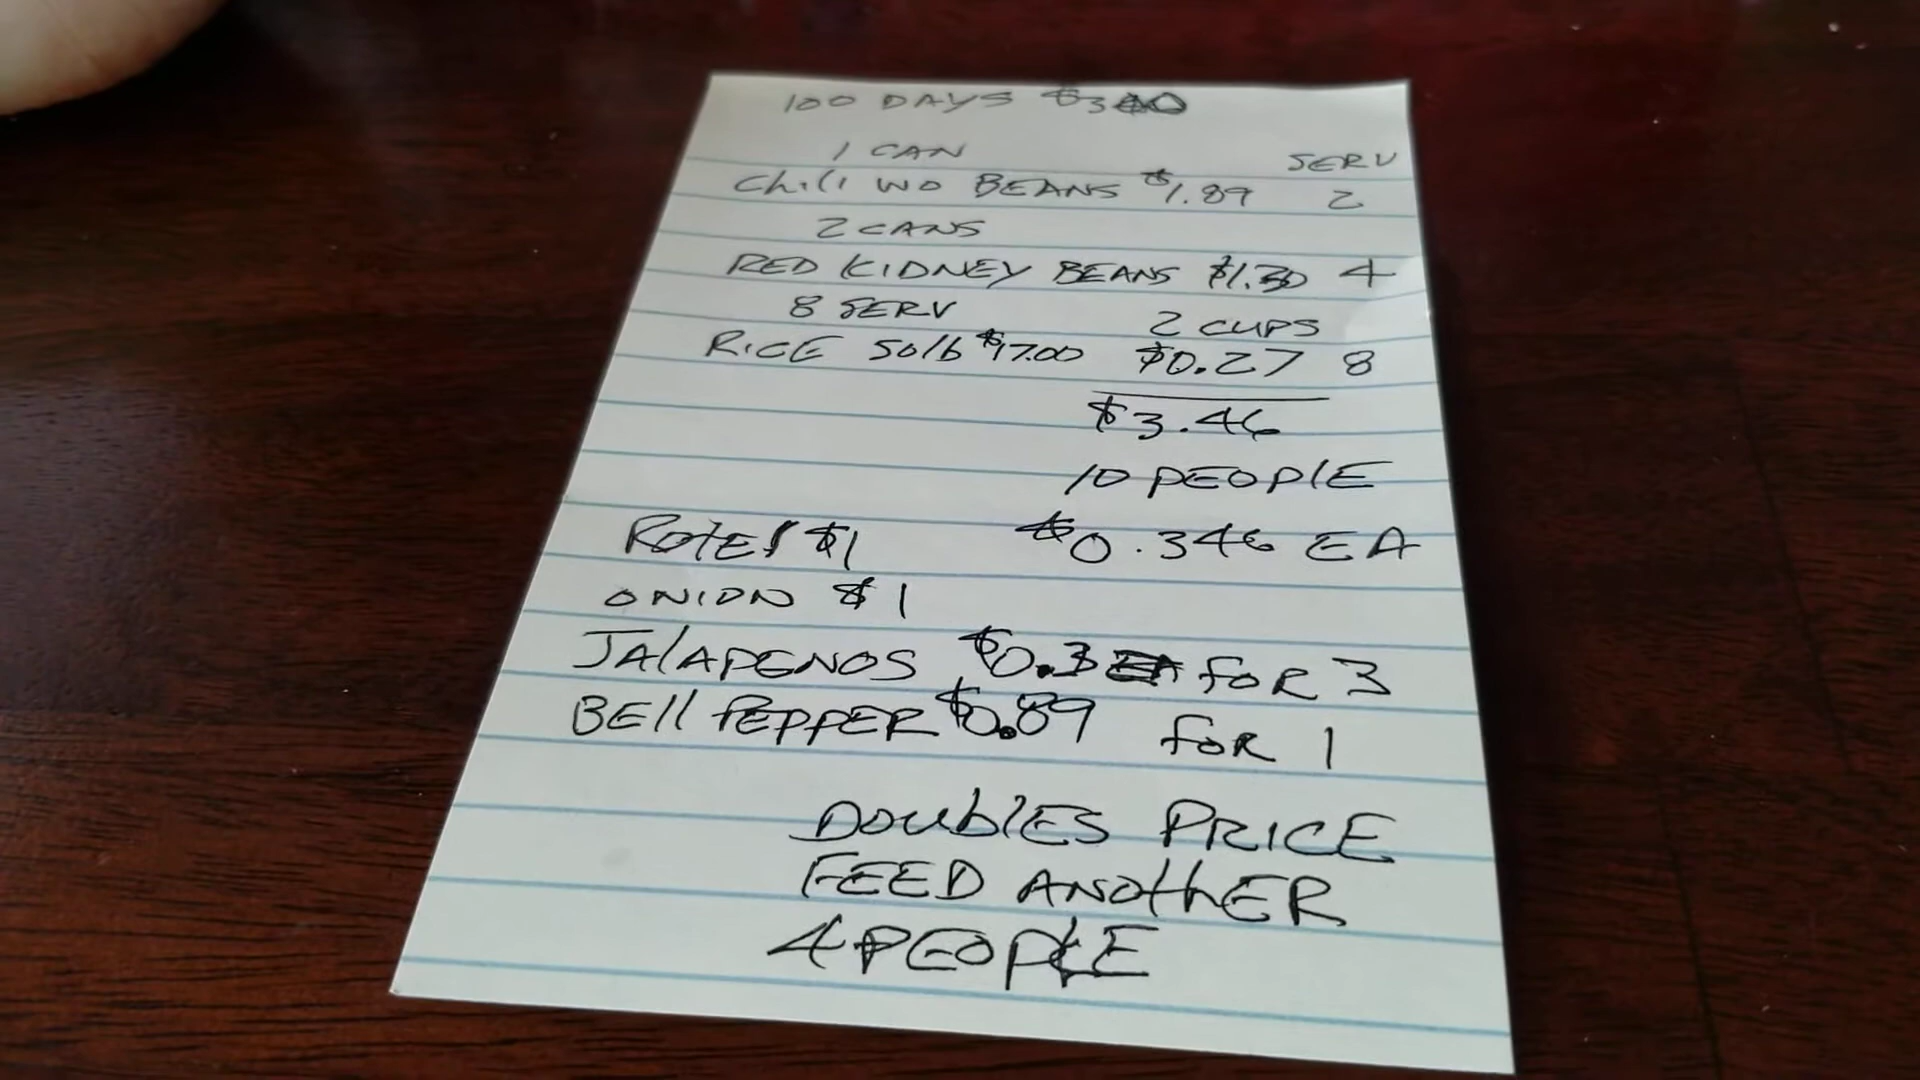 100 DAYS $3
1 CAN SERV
Chili WO BEANS $1.89 2
2 CANS
RED KIDNEY BEANS $1.30 4
8 SERV 2 CUPS
RICE 50lb $17.00 $0.27 8
$3.46
10 PEOPlE
Rotel $1 $0.346 EA
ONION $1
JAlAPENOS $0.3 foR 3
BEll PEPPER $0.89 foR 1
DOUblES PRICE
FEED ANOthER
4 PEOPLE